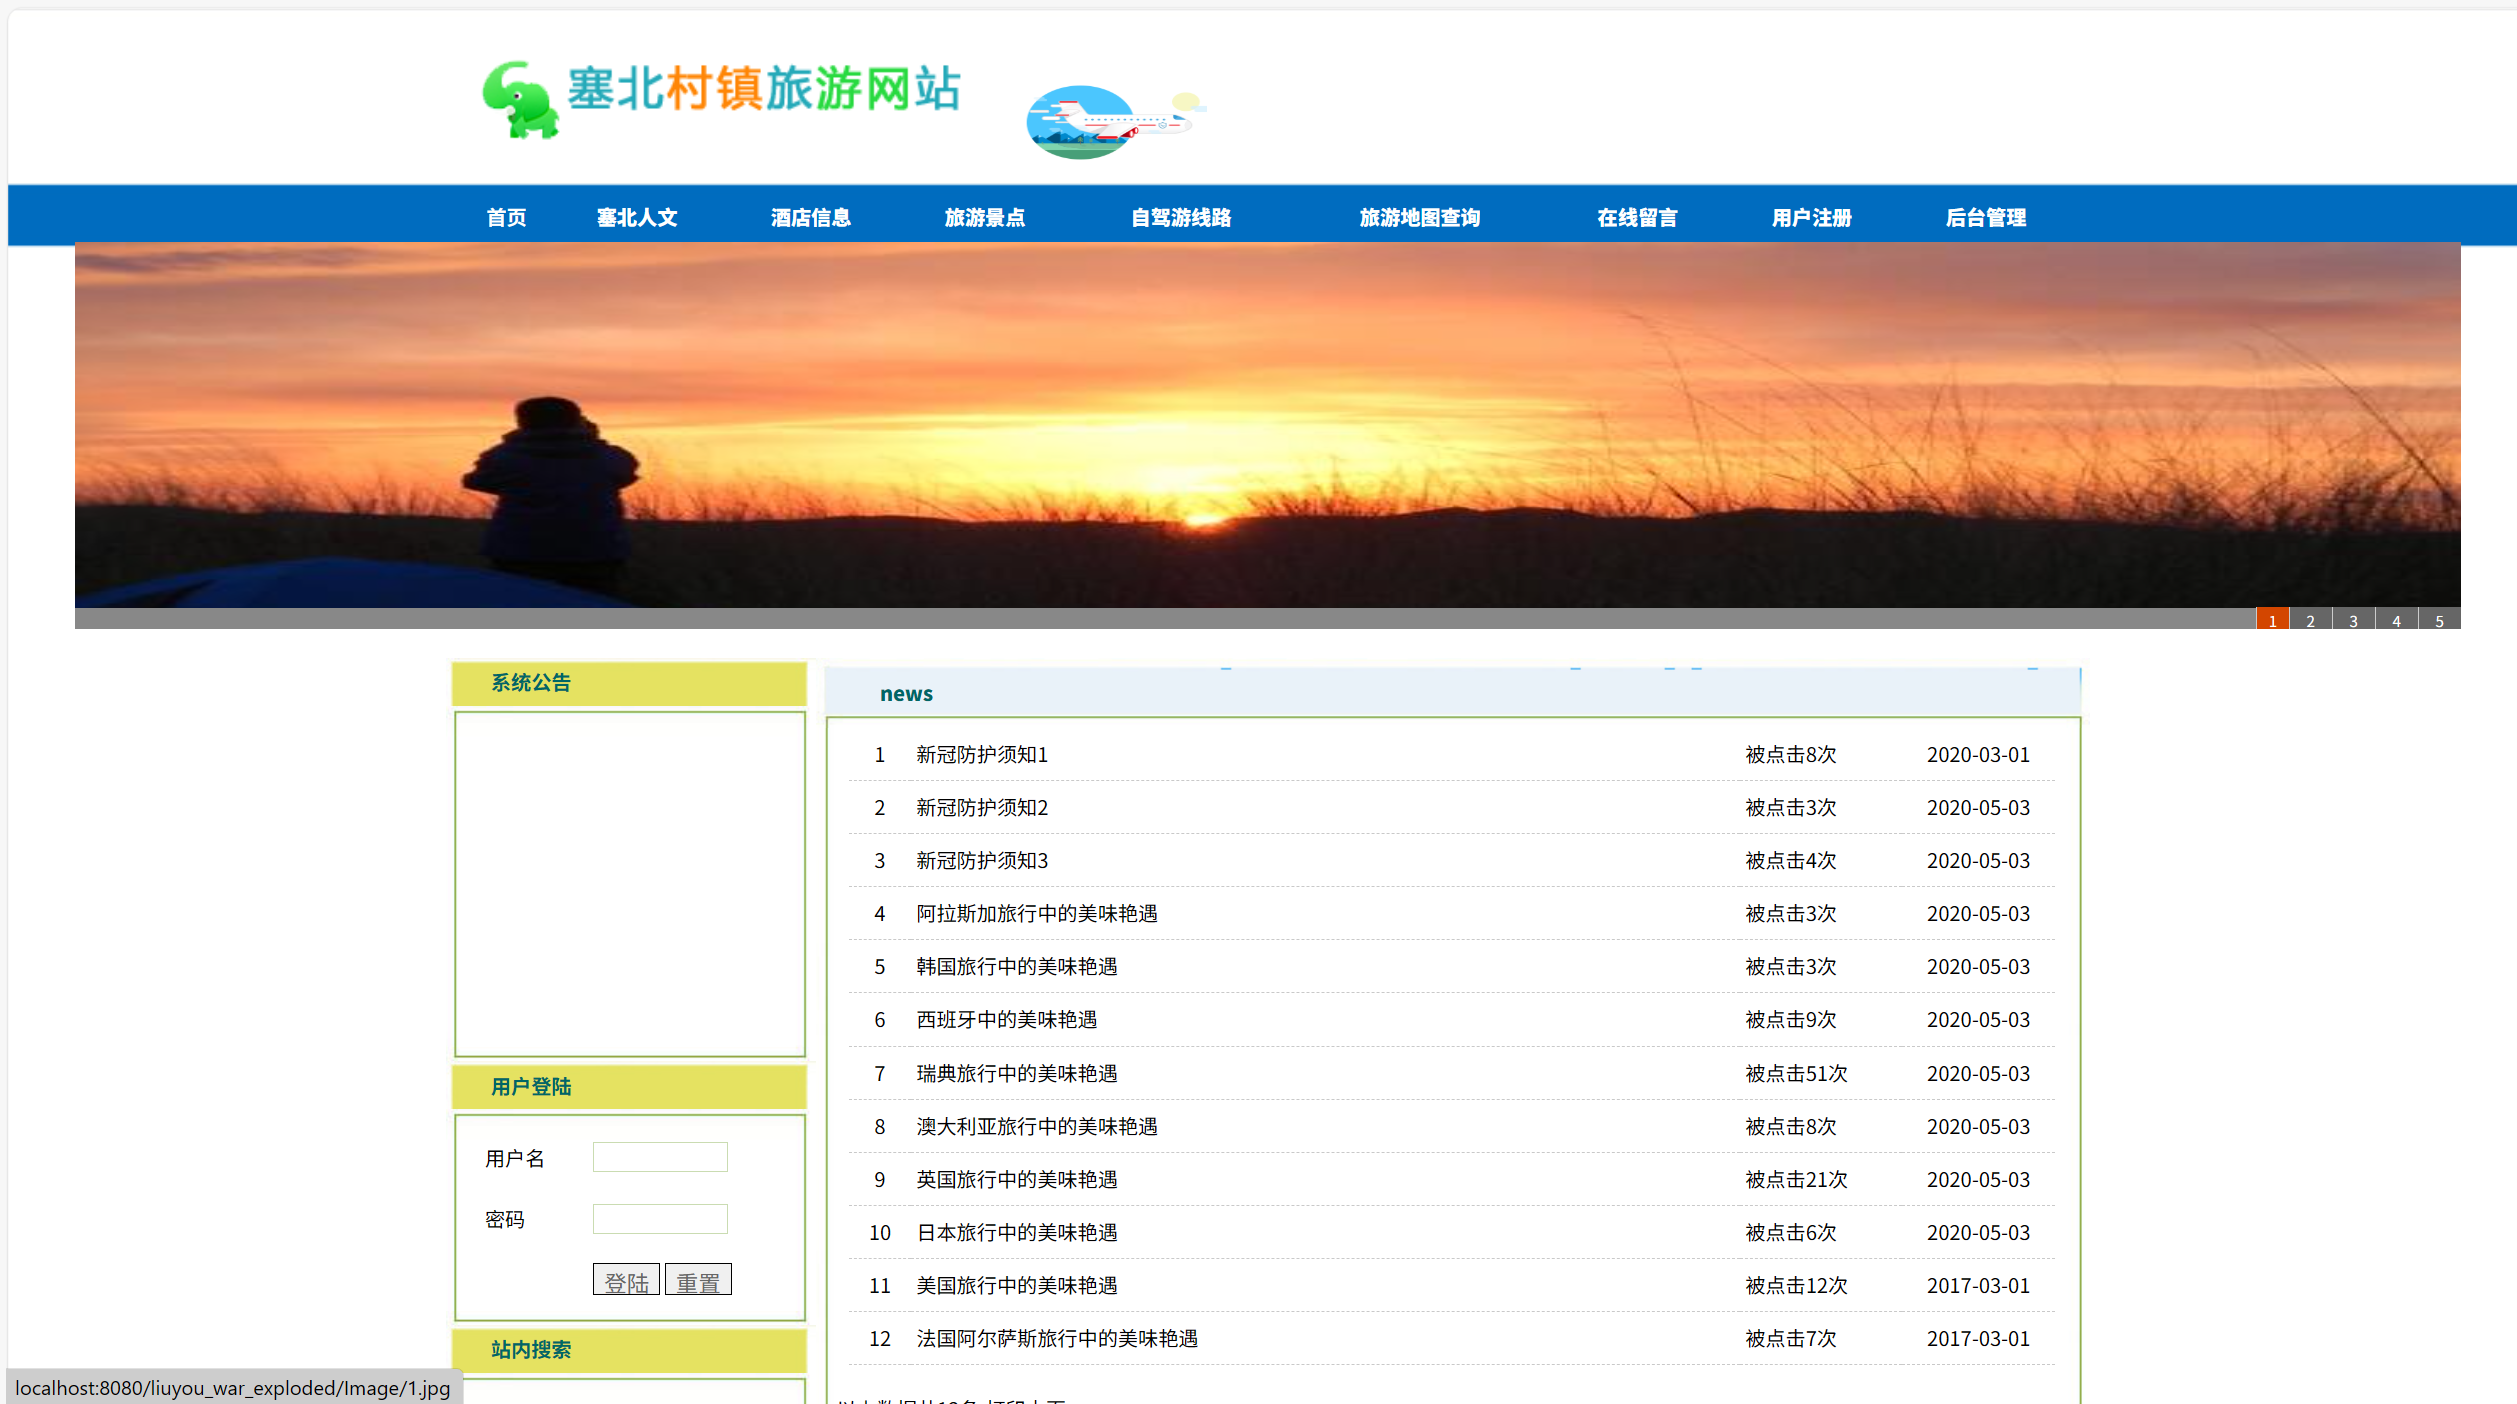 塞北村镇旅游网站
首页 塞北人文 酒店信息 旅游景点 自驾游线路 旅游地图查询 在线留言 用户注册 后台管理
1 2 3 4 5
系统公告
用户登陆
用户名
密码
登陆 重置
站内搜索
news
1 新冠防护须知1 被点击8次 2020-03-01
2 新冠防护须知2 被点击3次 2020-05-03
3 新冠防护须知3 被点击4次 2020-05-03
4 阿拉斯加旅行中的美味艳遇 被点击3次 2020-05-03
5 韩国旅行中的美味艳遇 被点击3次 2020-05-03
6 西班牙中的美味艳遇 被点击9次 2020-05-03
7 瑞典旅行中的美味艳遇 被点击51次 2020-05-03
8 澳大利亚旅行中的美味艳遇 被点击8次 2020-05-03
9 英国旅行中的美味艳遇 被点击21次 2020-05-03
10 日本旅行中的美味艳遇 被点击6次 2020-05-03
11 美国旅行中的美味艳遇 被点击12次 2017-03-01
12 法国阿尔萨斯旅行中的美味艳遇 被点击7次 2017-03-01
localhost:8080/liuyou_war_exploded/Image/1.jpg